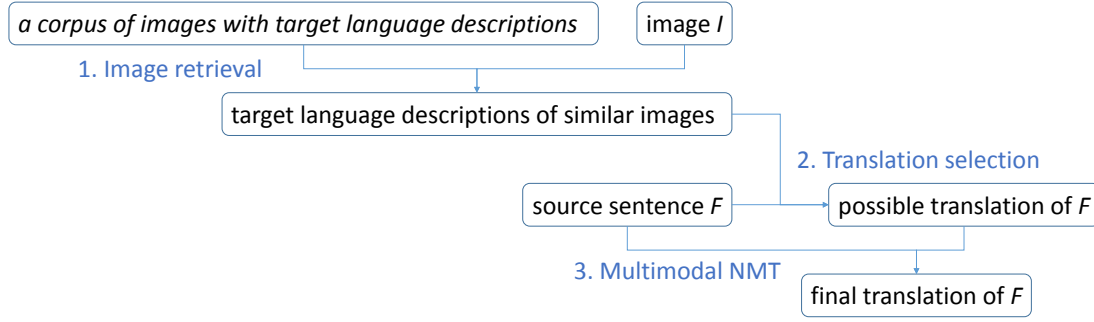 a corpus of images with target language descriptions
image I
1. Image retrieval
target language descriptions of similar images
2. Translation selection
source sentence F
possible translation of F
3. Multimodal NMT
final translation of F